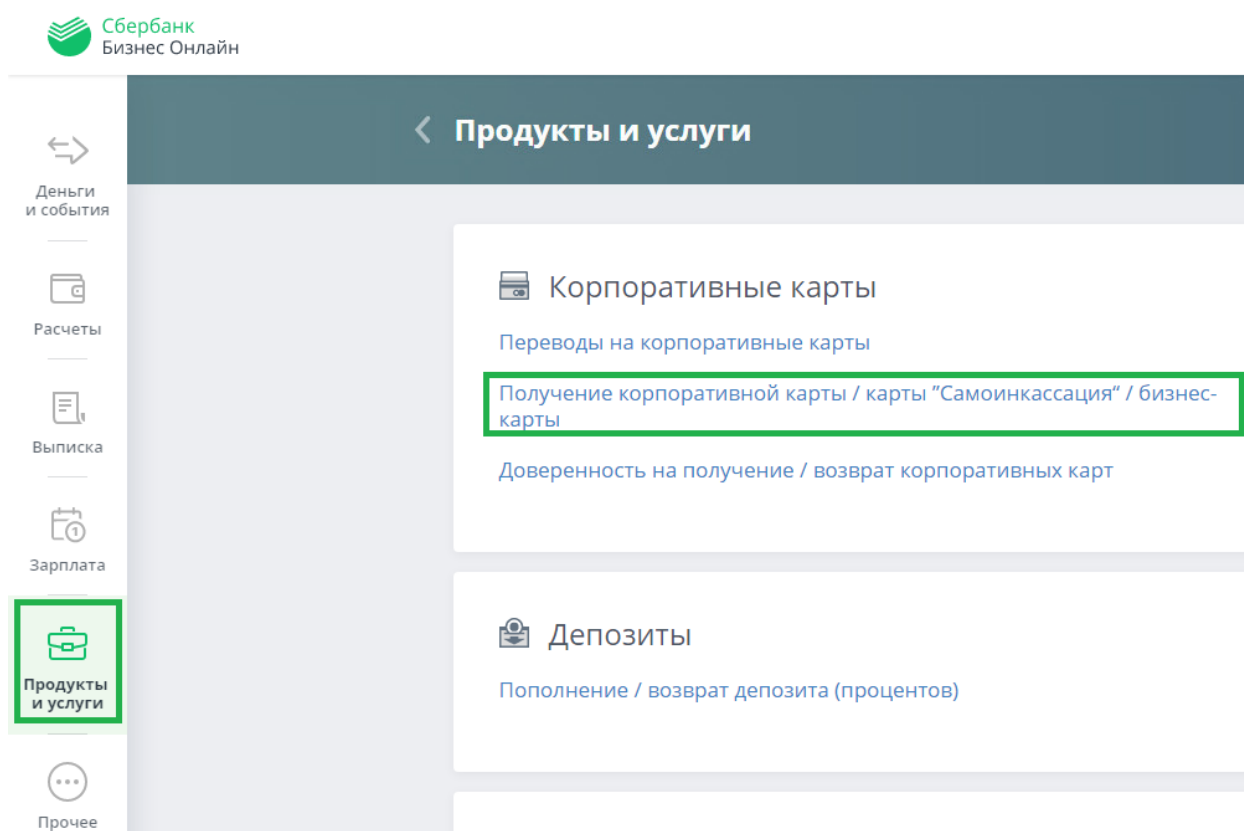 Сбербанк
Бизнес Онлайн
Продукты и услуги
Деньги
и события
Расчеты
Выписка
Зарплата
Продукты
и услуги
Прочее
Корпоративные карты
Переводы на корпоративные карты
Получение корпоративной карты / карты ”Самоинкассация“ / бизнес-
карты
Доверенность на получение / возврат корпоративных карт
Депозиты
Пополнение / возврат депозита (процентов)